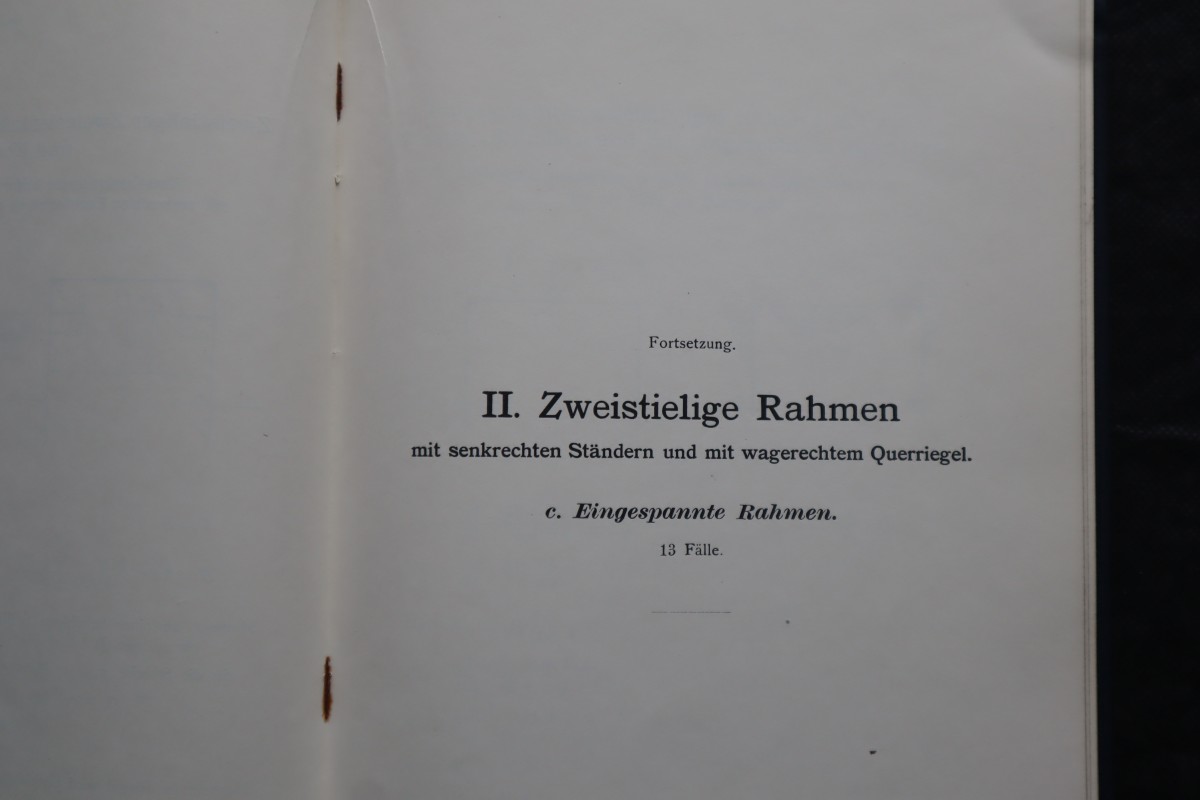 Fortsetzung.
II. Zweistielige Rahmen
mit senkrechten Ständern und mit wagerechtem Querriegel.
c. Eingespannte Rahmen.
13 Fälle.